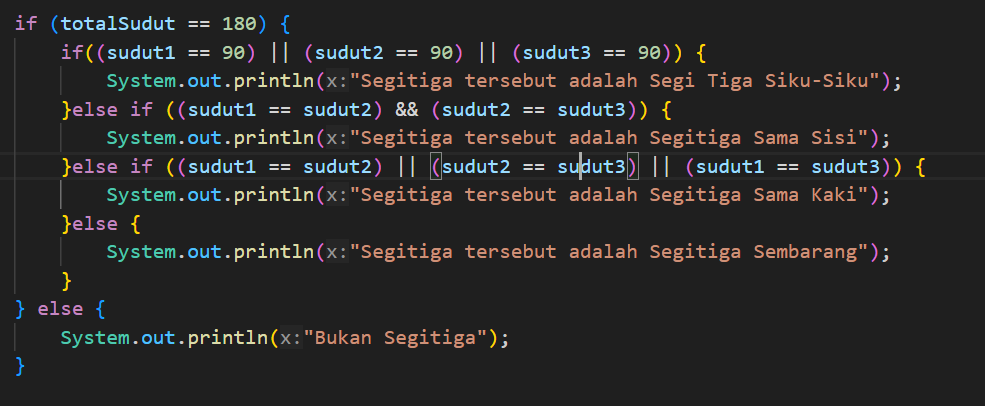 if (totalSudut == 180) {
    if((sudut1 == 90) || (sudut2 == 90) || (sudut3 == 90)) {
        System.out.println(x:"Segitiga tersebut adalah Segi Tiga Siku-Siku");
    }else if ((sudut1 == sudut2) && (sudut2 == sudut3)) {
        System.out.println(x:"Segitiga tersebut adalah Segitiga Sama Sisi");
    }else if ((sudut1 == sudut2) || (sudut2 == sudut3) || (sudut1 == sudut3)) {
        System.out.println(x:"Segitiga tersebut adalah Segitiga Sama Kaki");
    }else {
        System.out.println(x:"Segitiga tersebut adalah Segitiga Sembarang");
    }
} else {
    System.out.println(x:"Bukan Segitiga");
}